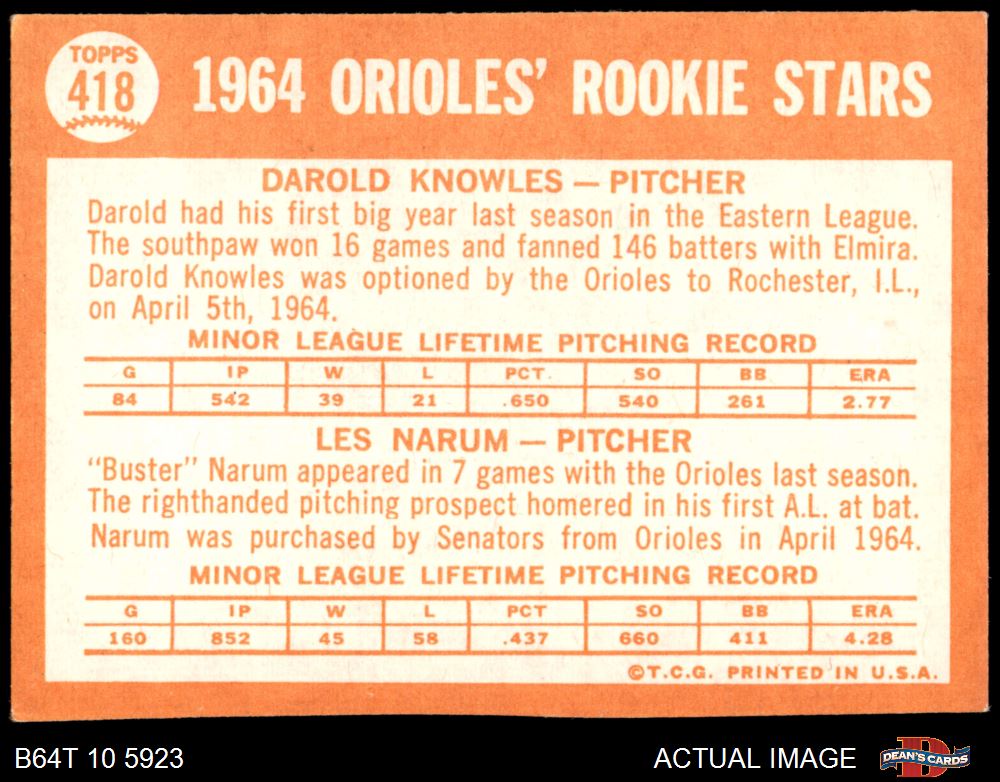 TOPPS
418
1964 ORIOLES' ROOKIE STARS
DAROLD KNOWLES — PITCHER
Darold had his first big year last season in the Eastern League.
The southpaw won 16 games and fanned 146 batters with Elmira.
Darold Knowles was optioned by the Orioles to Rochester, I.L.,
on April 5th, 1964.
MINOR LEAGUE LIFETIME PITCHING RECORD
G IP W L PCT. SO BB ERA
84 542 39 21 .650 540 261 2.77
LES NARUM — PITCHER
“Buster” Narum appeared in 7 games with the Orioles last season.
The righthanded pitching prospect homered in his first A.L. at bat.
Narum was purchased by Senators from Orioles in April 1964.
MINOR LEAGUE LIFETIME PITCHING RECORD
G IP W L PCT SO BB ERA
160 852 45 58 .437 660 411 4.28
©T.C.G. PRINTED IN U.S.A.
B64T 10 5923
ACTUAL IMAGE
DEAN'S CARDS